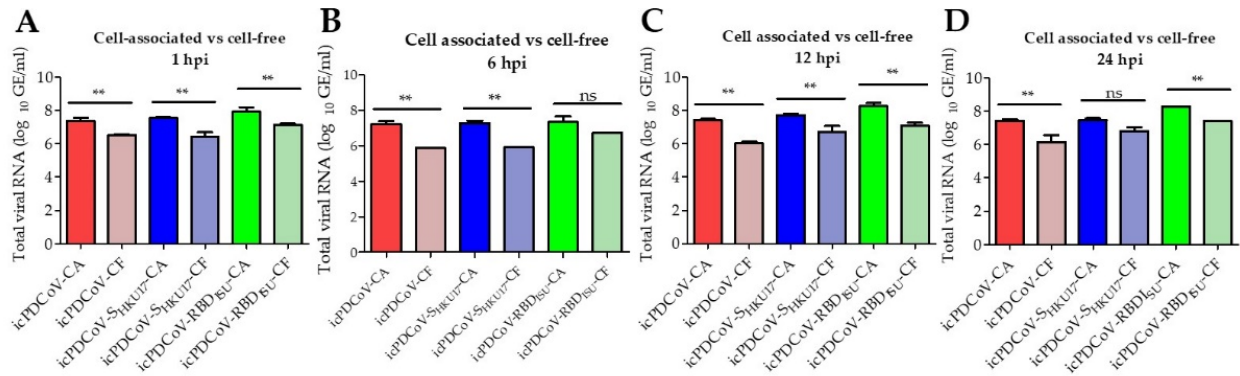 A
Cell-associated vs cell-free
1 hpi
Total viral RNA (log 10 GE/ml)
10
8
6
4
2
0
**
**
**
icPDCoV-CA
icPDCoV-CF
icPDCoV-SHKU17-CA
icPDCoV-SHKU17-CF
icPDCoV-RBDISU-CA
icPDCoV-RBDISU-CF
B
Cell associated vs cell-free
6 hpi
Total viral RNA (log 10 GE/ml)
10
8
6
4
2
0
**
**
ns
icPDCoV-CA
icPDCoV-CF
icPDCoV-SHKU17-CA
icPDCoV-SHKU17-CF
icPDCoV-RBDISU-CA
icPDCoV-RBDISU-CF
C
Cell associated vs cell-free
12 hpi
Total viral RNA (log 10 GE/ml)
10
8
6
4
2
0
**
**
**
icPDCoV-CA
icPDCoV-CF
icPDCoV-SHKU17-CA
icPDCoV-SHKU17-CF
icPDCoV-RBDISU-CA
icPDCoV-RBDISU-CF
D
Cell associated vs cell-free
24 hpi
Total viral RNA (log 10 GE/ml)
10
8
6
4
2
0
**
ns
**
icPDCoV-CA
icPDCoV-CF
icPDCoV-SHKU17-CA
icPDCoV-SHKU17-CF
icPDCoV-RBDISU-CA
icPDCoV-RBDISU-CF